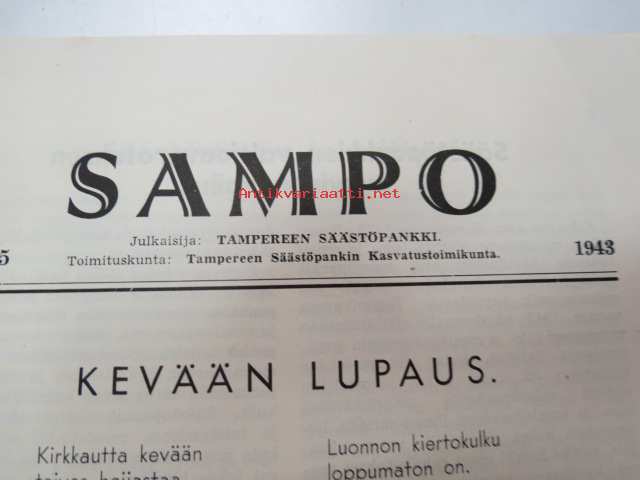 SAMPO
Antikvariaatti.net
Julkaisija: TAMPEREEN SÄÄSTÖPANKKI.
5 Toimituskunta: Tampereen Säästöpankin Kasvatustoimikunta. 1943
KEVÄÄN LUPAUS.
Kirkkautta kevään
Luonnon kiertokulku
loppumaton on.